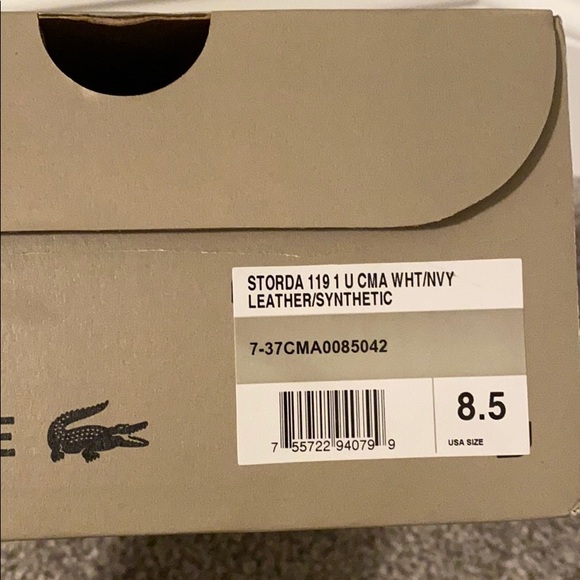 STORDA 119 1 U CMA WHT/NVY
LEATHER/SYNTHETIC
7-37CMA0085042
7 55722 94079 9
8.5
USA SIZE
E